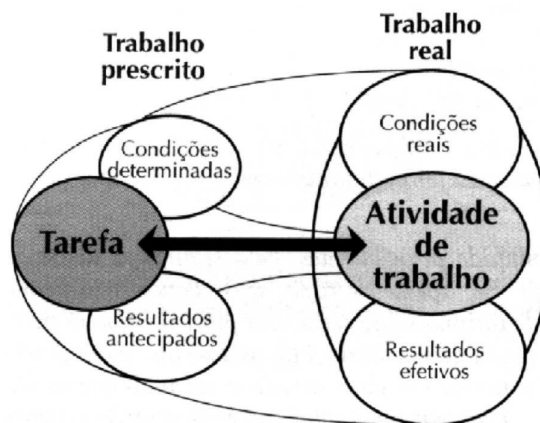 Trabalho
prescrito
Trabalho
real
Condições
determinadas
Condições
reais
Tarefa
Atividade
de
trabalho
Resultados
antecipados
Resultados
efetivos